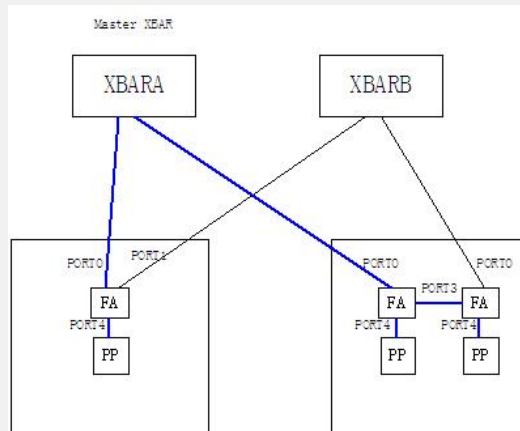 Master XBAR
XBARA
XBARB
PORT0
PORT1
PORT0
PORT0
PORT3
FA
FA
FA
PORT4
PORT4
PORT4
PP
PP
PP